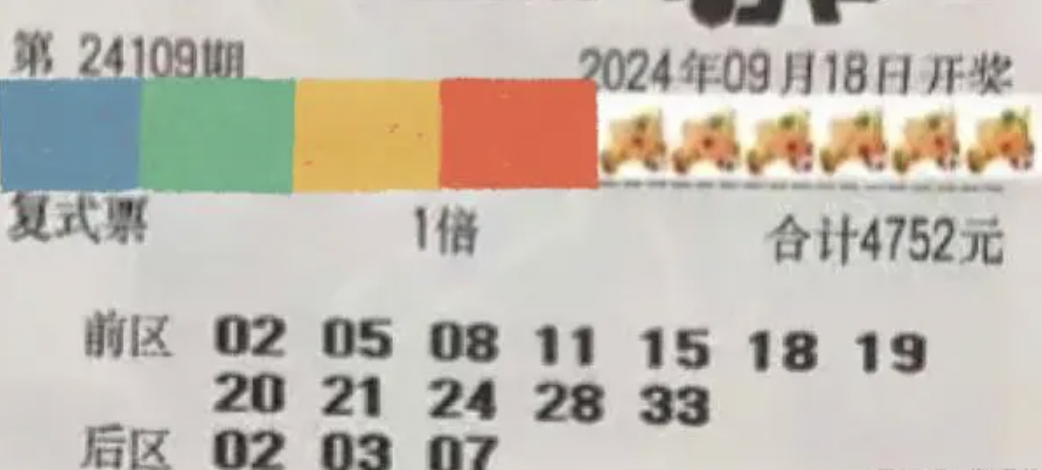 第 24109期
2024年09月18日开奖
复式票 1倍 合计4752元
前区 02 05 08 11 15 18 19
20 21 24 28 33
后区 02 03 07